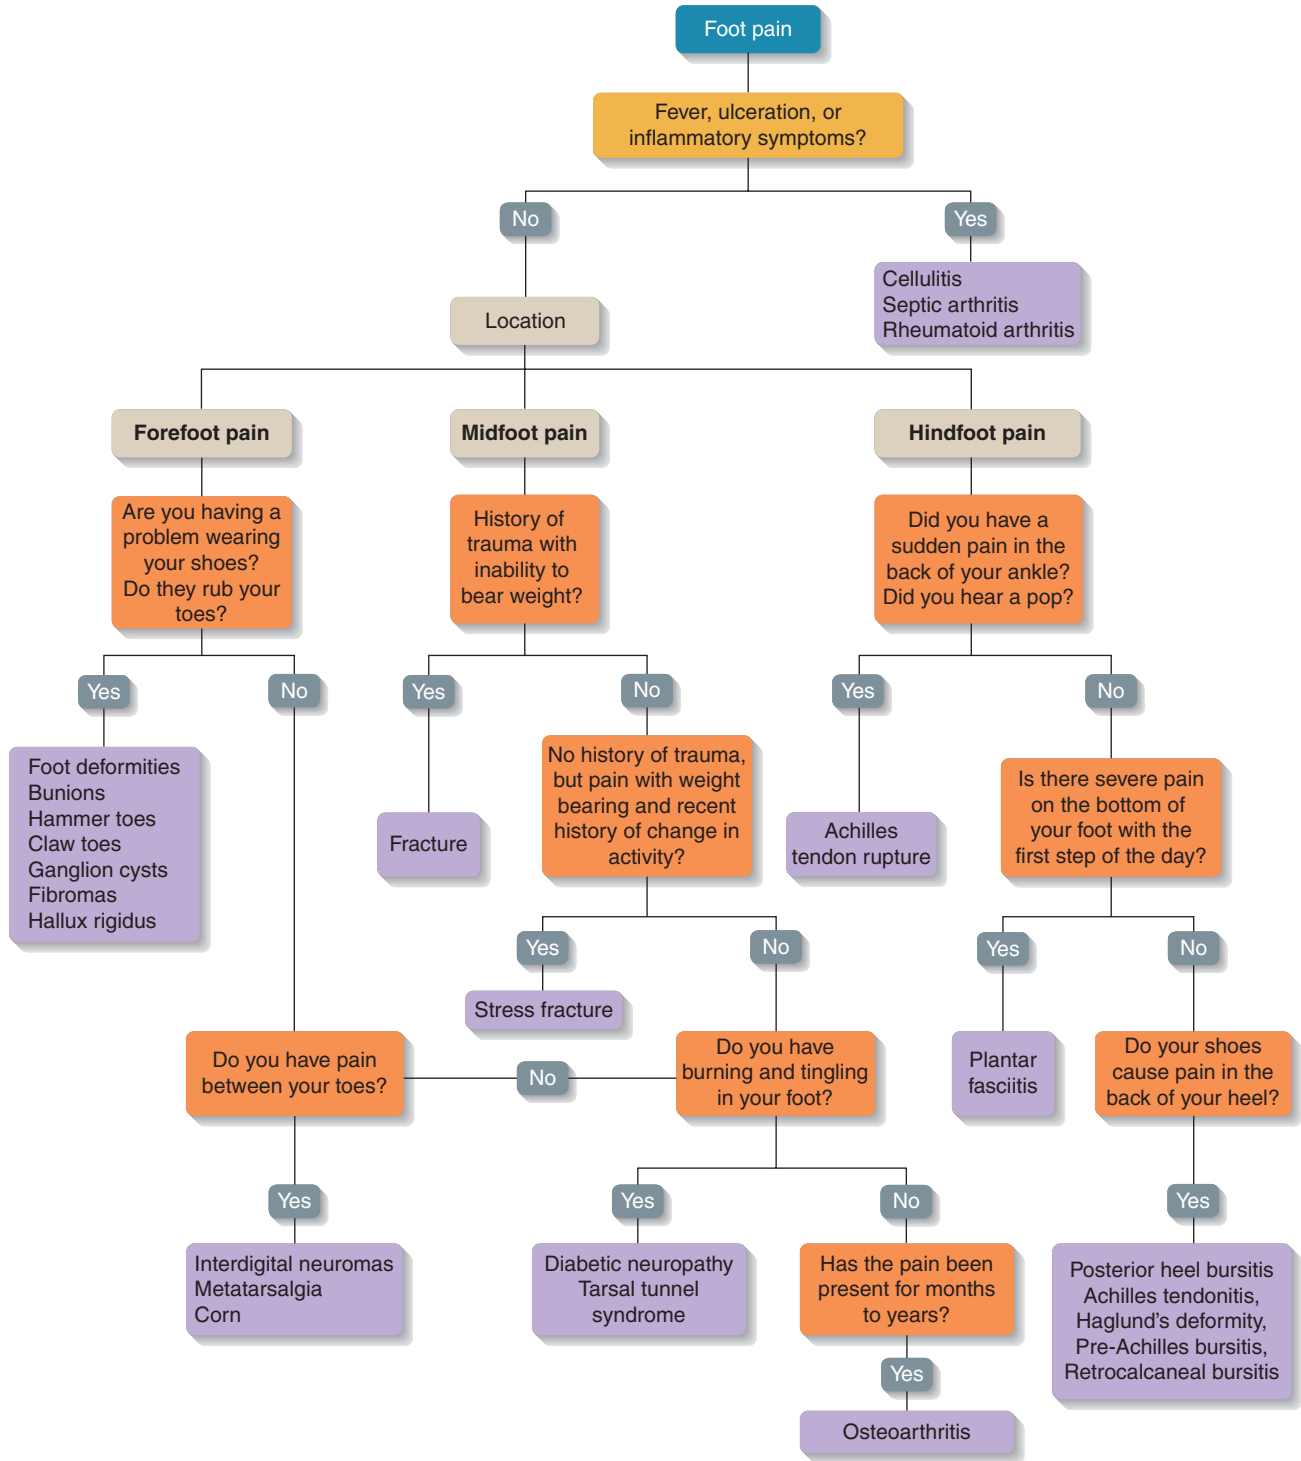 Foot pain
Fever, ulceration, or
inflammatory symptoms?
No
Yes
Cellulitis
Septic arthritis
Rheumatoid arthritis
Location
Forefoot pain
Midfoot pain
Hindfoot pain
Are you having a
problem wearing
your shoes?
Do they rub your
toes?
History of
trauma with
inability to
bear weight?
Did you have a
sudden pain in the
back of your ankle?
Did you hear a pop?
Yes
No
Yes
No
Yes
No
Foot deformities
Bunions
Hammer toes
Claw toes
Ganglion cysts
Fibromas
Hallux rigidus
Fracture
No history of trauma,
but pain with weight
bearing and recent
history of change in
activity?
Achilles
tendon rupture
Is there severe pain
on the bottom of
your foot with the
first step of the day?
Yes
No
Yes
No
Stress fracture
Do you have pain
between your toes?
No
Do you have
burning and tingling
in your foot?
Plantar
fasciitis
Do your shoes
cause pain in the
back of your heel?
Yes
Yes
No
Yes
Interdigital neuromas
Metatarsalgia
Corn
Diabetic neuropathy
Tarsal tunnel
syndrome
Has the pain been
present for months
to years?
Posterior heel bursitis
Achilles tendonitis,
Haglund's deformity,
Pre-Achilles bursitis,
Retrocalcaneal bursitis
Yes
Osteoarthritis